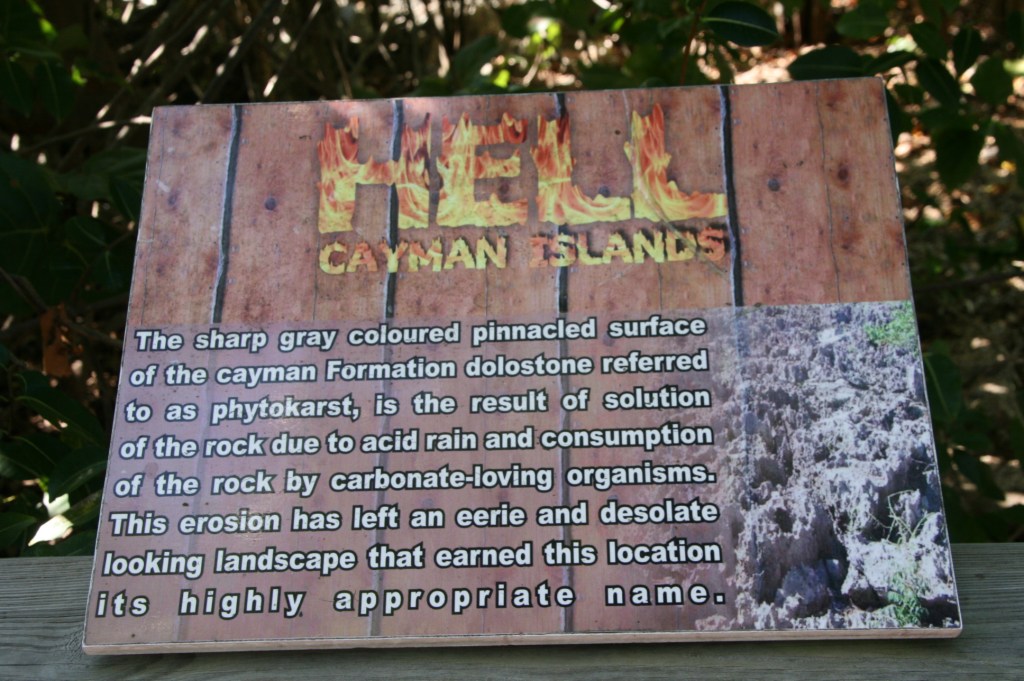 HELL
CAYMAN ISLANDS
The sharp gray coloured pinnacled surface
of the cayman Formation dolostone referred
to as phytokarst, is the result of solution
of the rock due to acid rain and consumption
of the rock by carbonate-loving organisms.
This erosion has left an eerie and desolate
looking landscape that earned this location
its highly appropriate name.